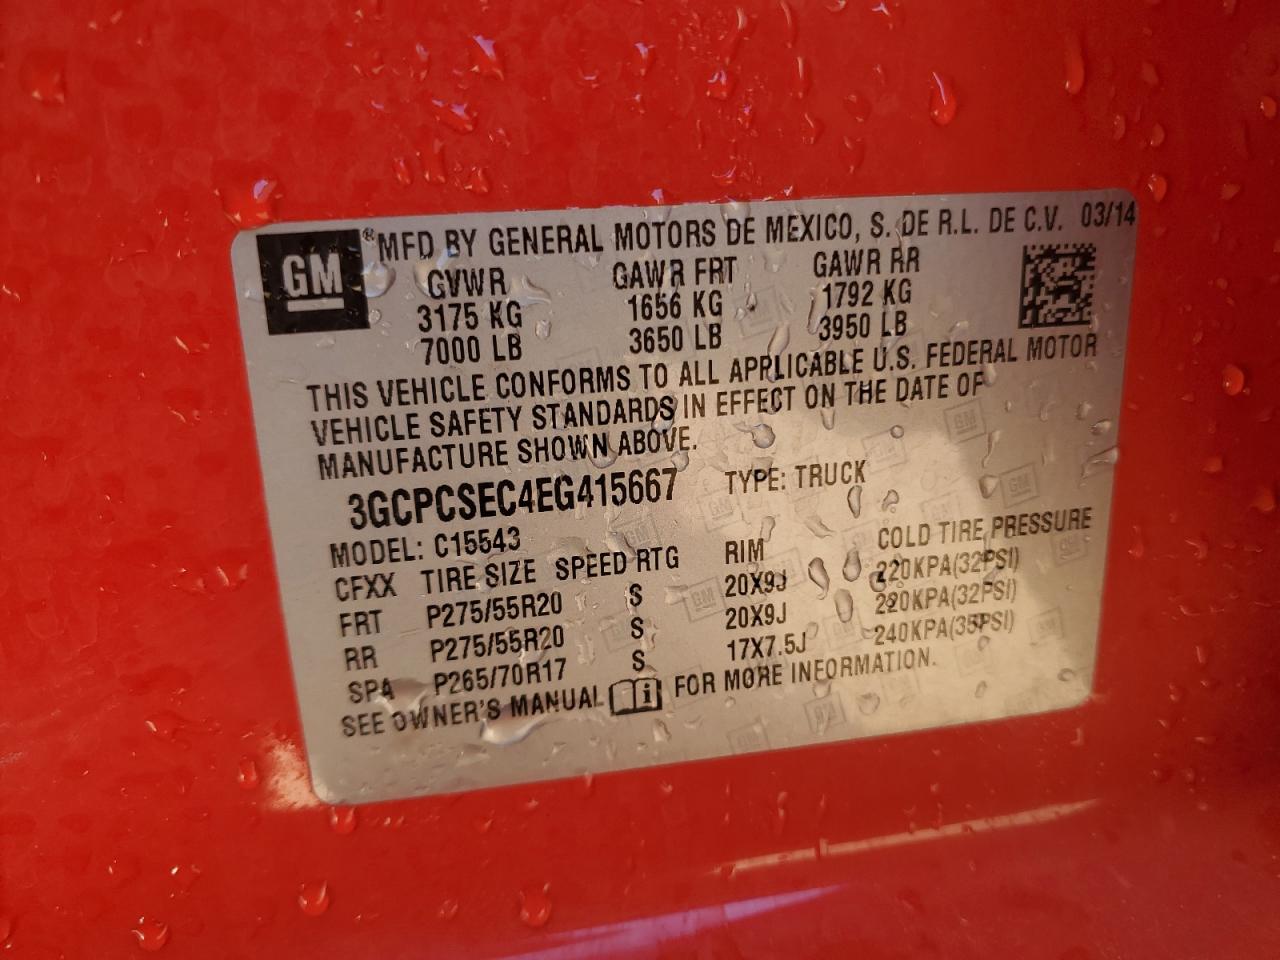 GM ® MFD BY GENERAL MOTORS DE MEXICO, S. DE R.L. DE C.V. 03/14
GVWR GAWR FRT GAWR RR
3175 KG 1656 KG 1792 KG
7000 LB 3650 LB 3950 LB
THIS VEHICLE CONFORMS TO ALL APPLICABLE U.S. FEDERAL MOTOR
VEHICLE SAFETY STANDARDS IN EFFECT ON THE DATE OF
MANUFACTURE SHOWN ABOVE.
3GCPCSEC4EG415667 TYPE: TRUCK
MODEL: C15543
CFXX TIRE SIZE SPEED RTG RIM COLD TIRE PRESSURE
FRT P275/55R20 S 20X9J 220KPA(32PSI)
RR P275/55R20 S 20X9J 220KPA(32PSI)
SPA P265/70R17 S 17X7.5J 240KPA(35PSI)
SEE OWNER'S MANUAL FOR MORE INFORMATION.